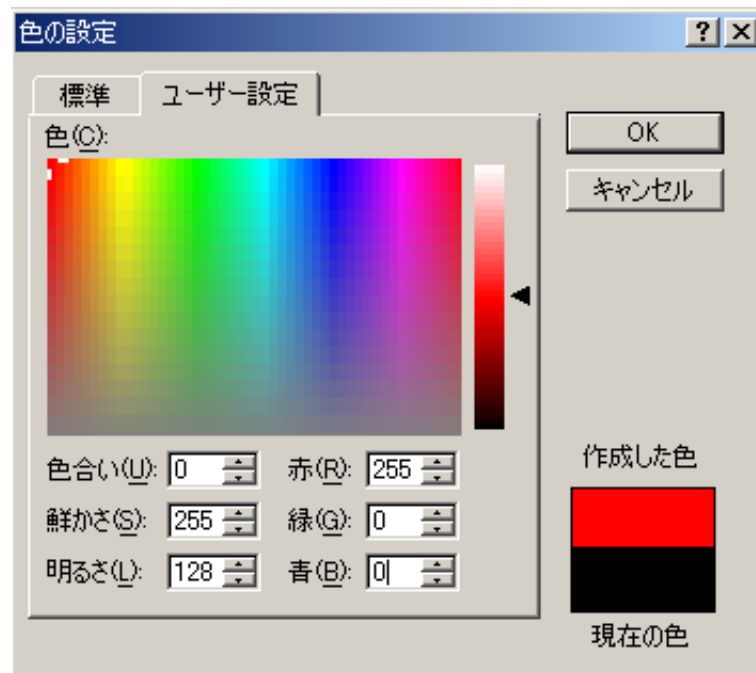 色の設定
標準 ユーザー設定
色(C):
OK
キャンセル
色合い(U): 0 赤(R): 255
鮮かさ(S): 255 緑(G): 0
明るさ(L): 128 青(B): 0
作成した色
現在の色